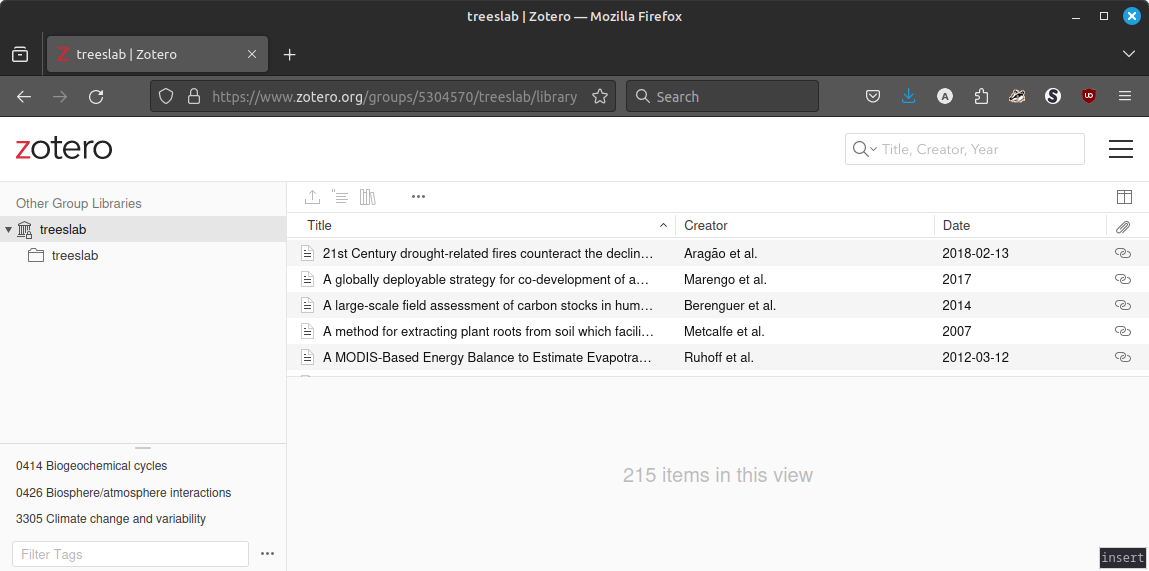 treeslab | Zotero — Mozilla Firefox
treeslab | Zotero
https://www.zotero.org/groups/5304570/treeslab/library
Search
zotero
Title, Creator, Year
Other Group Libraries
treeslab
treeslab
Title Creator Date
21st Century drought-related fires counteract the declin… Aragão et al. 2018-02-13
A globally deployable strategy for co-development of a… Marengo et al. 2017
A large-scale field assessment of carbon stocks in hum… Berenguer et al. 2014
A method for extracting plant roots from soil which facili… Metcalfe et al. 2007
A MODIS-Based Energy Balance to Estimate Evapotra… Ruhoff et al. 2012-03-12
215 items in this view
0414 Biogeochemical cycles
0426 Biosphere/atmosphere interactions
3305 Climate change and variability
Filter Tags
insert